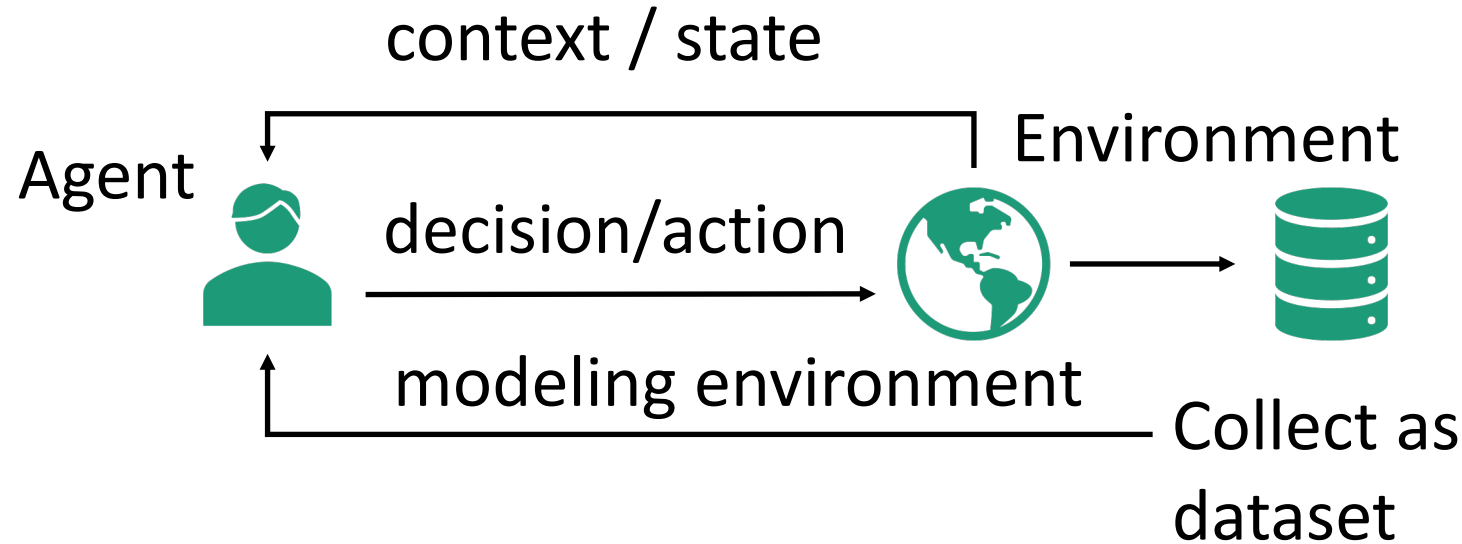 context / state
Environment
Agent
decision/action
modeling environment
Collect as
dataset